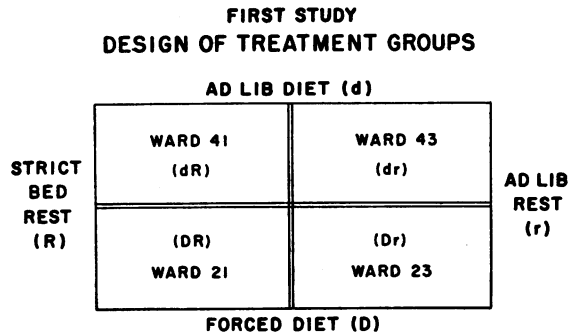 FIRST STUDY
DESIGN OF TREATMENT GROUPS
AD LIB DIET (d)
STRICT
BED
REST
(R)
WARD 41
(dR)
WARD 43
(dr)
(DR)
WARD 21
(Dr)
WARD 23
AD LIB
REST
(r)
FORCED DIET (D)